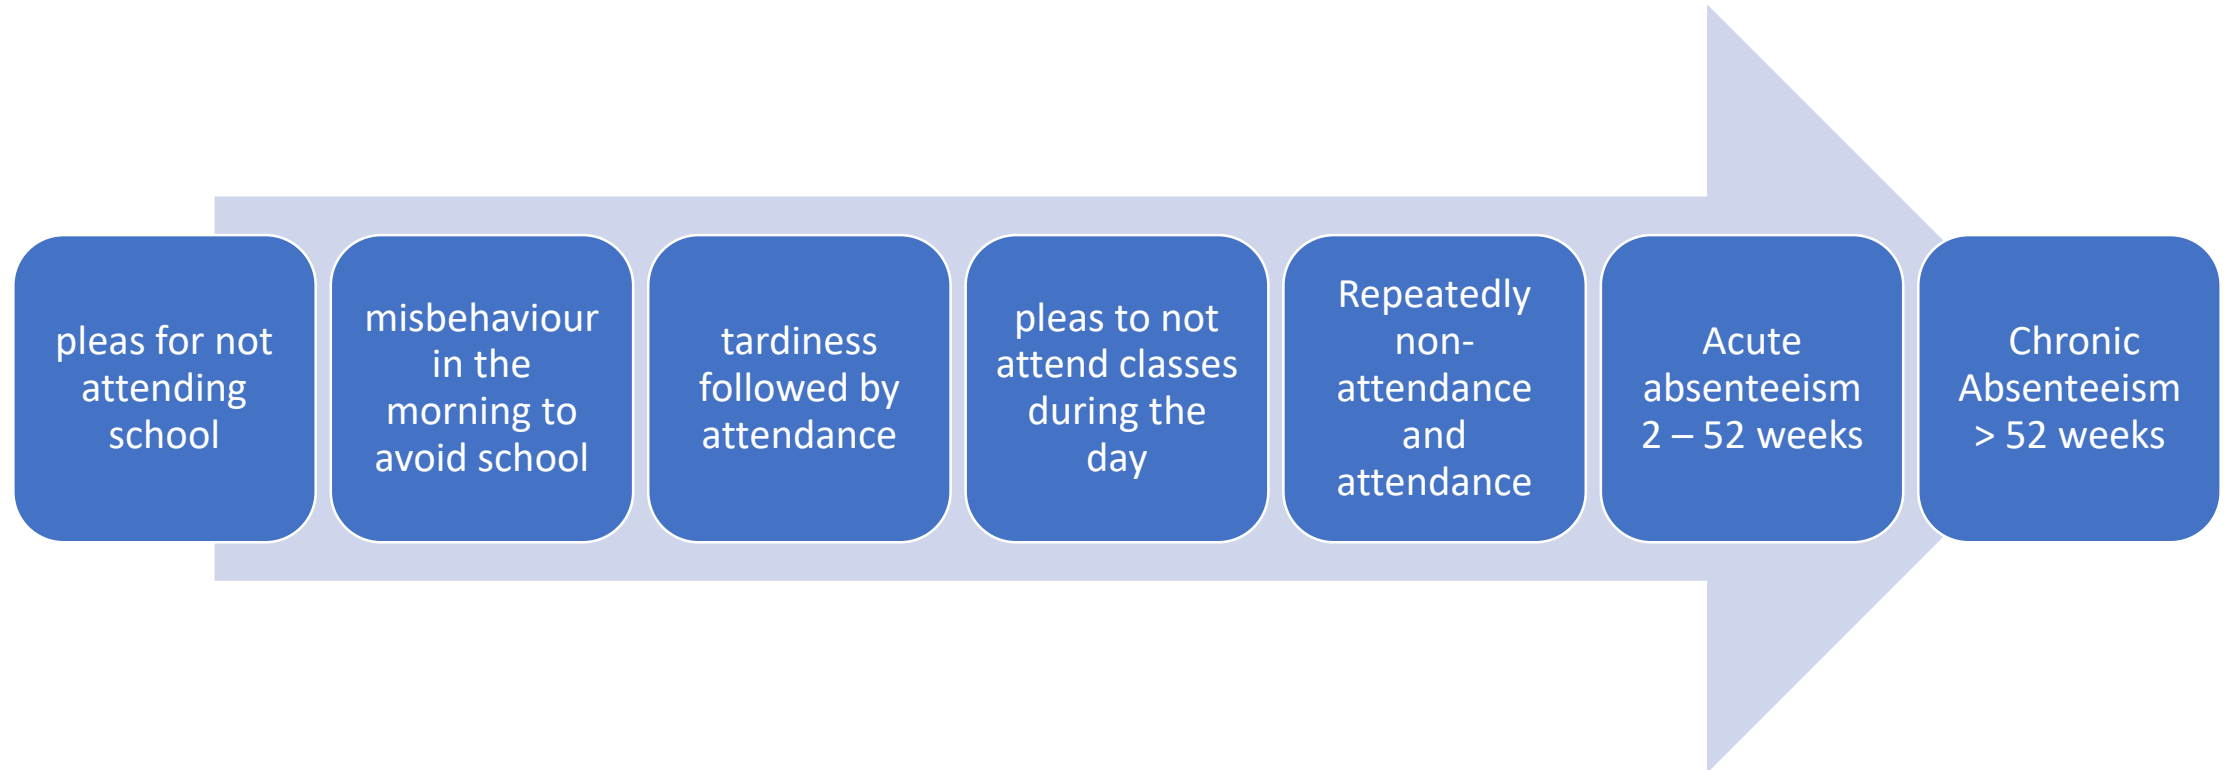 pleas for not
attending
school
misbehaviour
in the
morning to
avoid school
tardiness
followed by
attendance
pleas to not
attend classes
during the
day
Repeatedly
non-
attendance
and
attendance
Acute
absenteeism
2 – 52 weeks
Chronic
Absenteeism
> 52 weeks